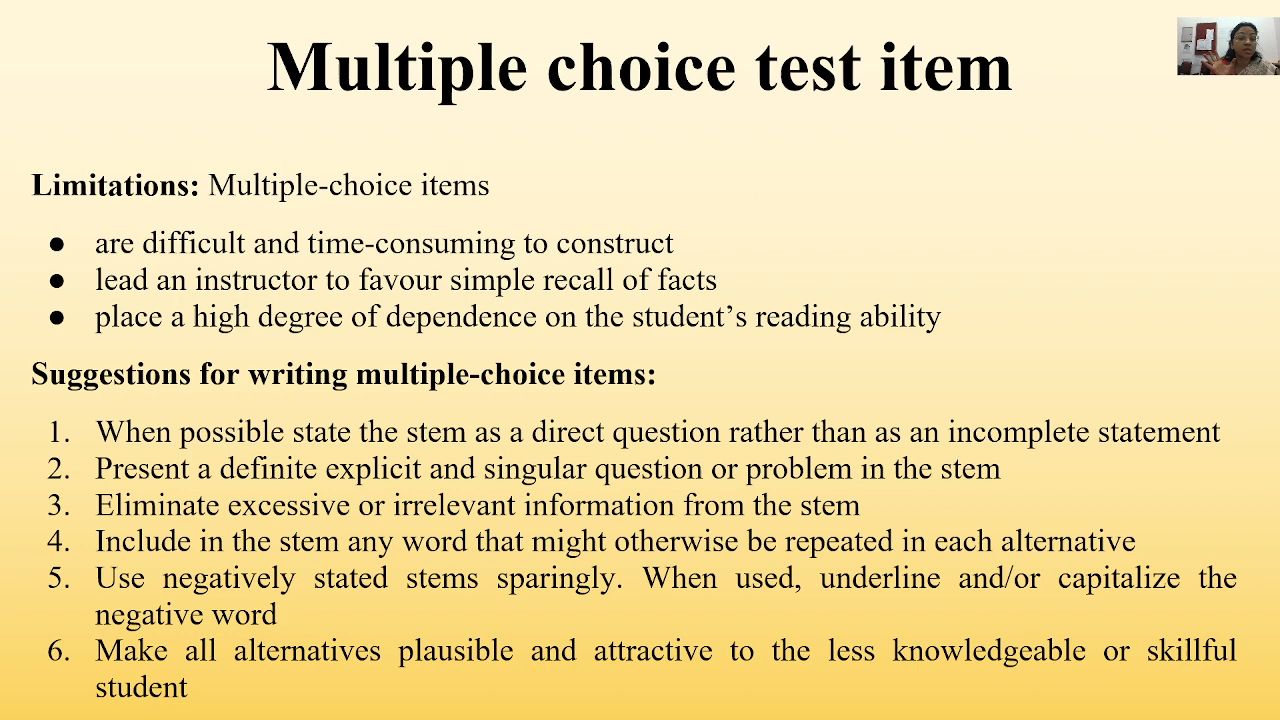 Multiple choice test item
Limitations: Multiple-choice items
● are difficult and time-consuming to construct
● lead an instructor to favour simple recall of facts
● place a high degree of dependence on the student’s reading ability
Suggestions for writing multiple-choice items:
1. When possible state the stem as a direct question rather than as an incomplete statement
2. Present a definite explicit and singular question or problem in the stem
3. Eliminate excessive or irrelevant information from the stem
4. Include in the stem any word that might otherwise be repeated in each alternative
5. Use negatively stated stems sparingly. When used, underline and/or capitalize the
negative word
6. Make all alternatives plausible and attractive to the less knowledgeable or skillful
student